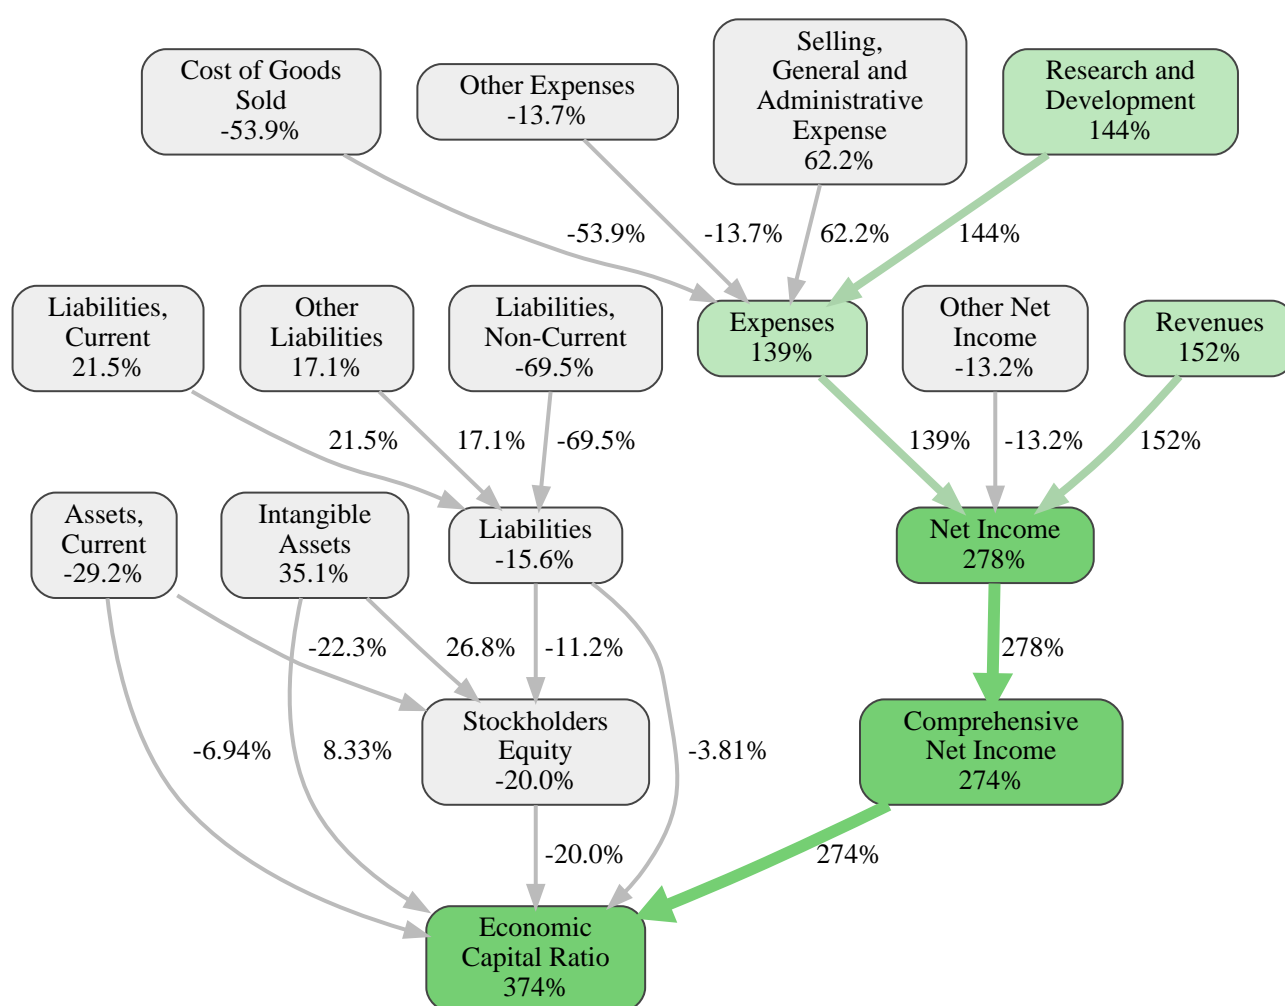 Cost of Goods
Sold
-53.9%
Other Expenses
-13.7%
Selling,
General and
Administrative
Expense
62.2%
Research and
Development
144%
-53.9%
-13.7%
62.2%
144%
Liabilities,
Current
21.5%
Other
Liabilities
17.1%
Liabilities,
Non-Current
-69.5%
Expenses
139%
Other Net
Income
-13.2%
Revenues
152%
21.5%
17.1%
-69.5%
139%
-13.2%
152%
Assets,
Current
-29.2%
Intangible
Assets
35.1%
Liabilities
-15.6%
Net Income
278%
-22.3%
26.8%
-11.2%
278%
Stockholders
Equity
-20.0%
Comprehensive
Net Income
274%
-6.94%
8.33%
-3.81%
-20.0%
274%
Economic
Capital Ratio
374%